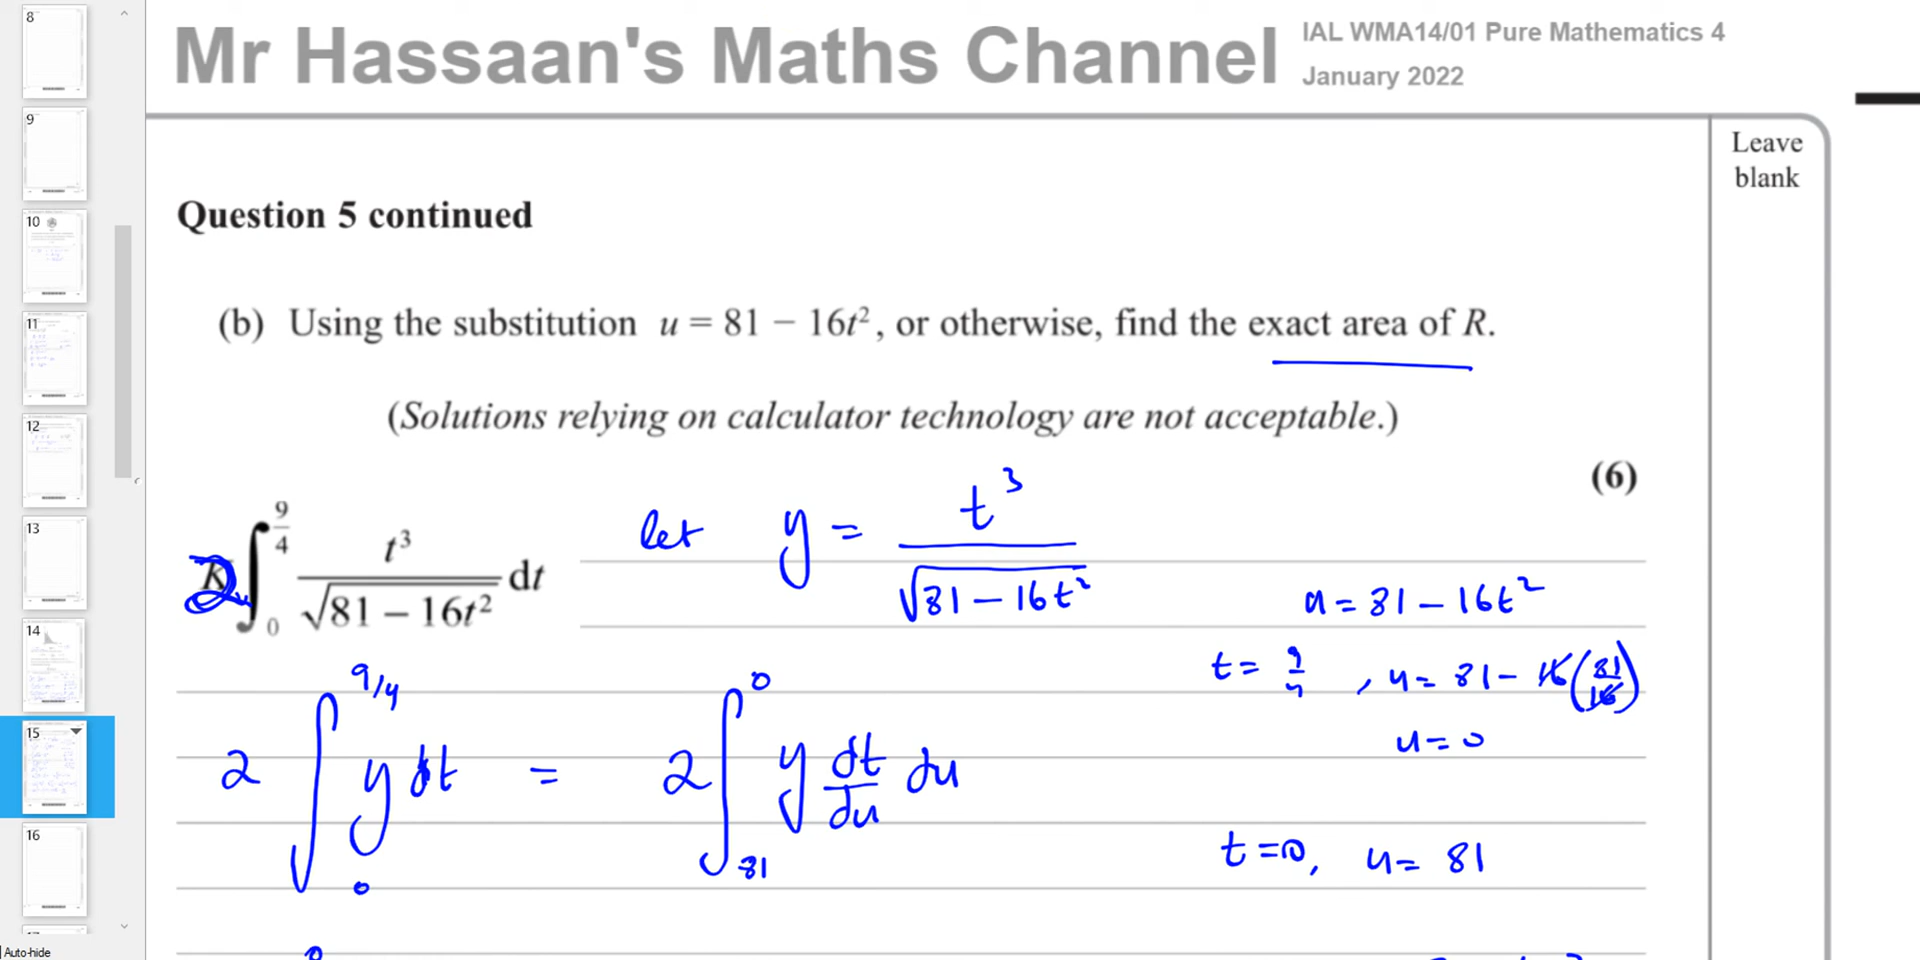 Mr Hassaan's Maths Channel
IAL WMA14/01 Pure Mathematics 4
January 2022
Leave
blank
Question 5 continued
(b) Using the substitution u = 81 − 16t², or otherwise, find the exact area of R.
(Solutions relying on calculator technology are not acceptable.)
(6)
2 ∫₀^(9/4) t³/√(81 − 16t²) dt
let y = t³/√(81 − 16t²)
u = 81 − 16t²
t = 9/4, u = 81 − 16(81/16)
u = 0
2 ∫₀^(9/4) y dt = 2 ∫₈₁^0 y dt/du du
t = 0, u = 81
8
9
10
11
12
13
14
15
16
Auto-hide